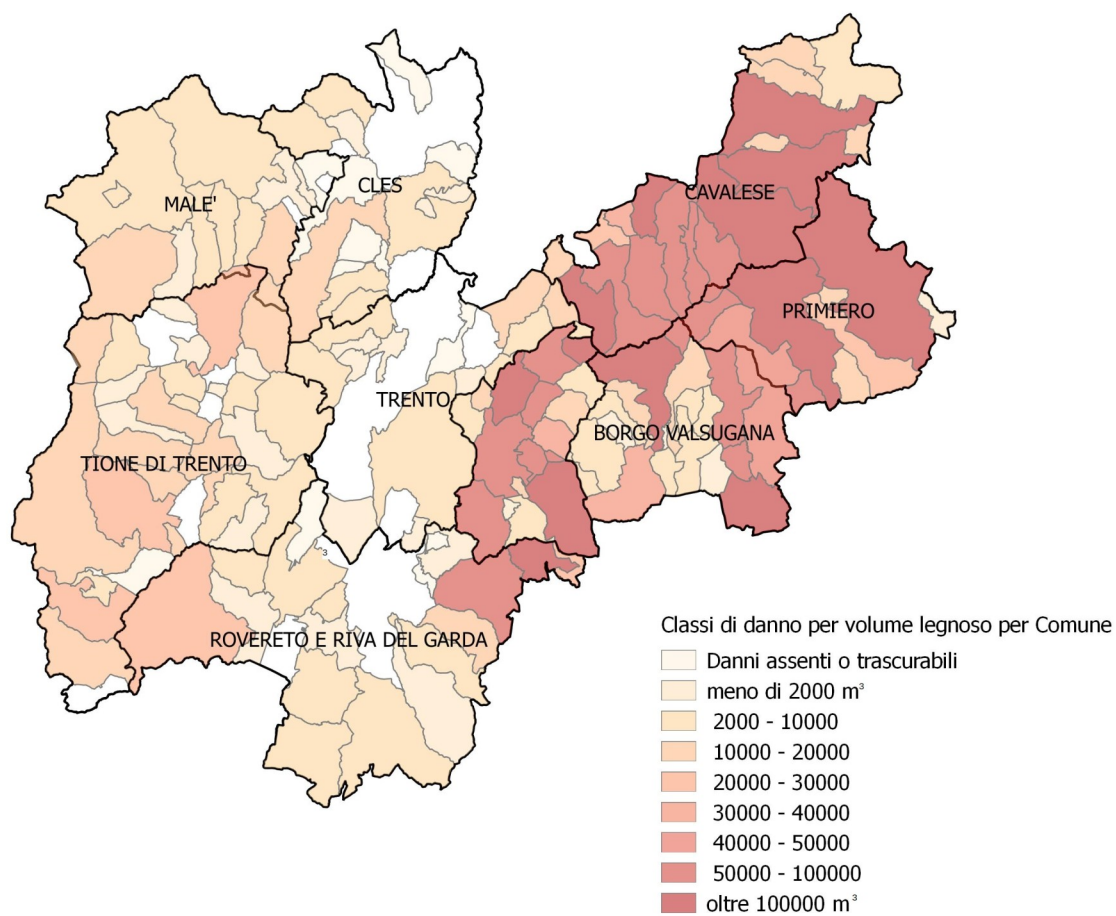 MALE'
CLES
CAVALESE
PRIMIERO
TRENTO
BORGO VALSUGANA
TIONE DI TRENTO
3
ROVERETO E RIVA DEL GARDA
Classi di danno per volume legnoso per Comune
Danni assenti o trascurabili
meno di 2000 m³
2000 - 10000
10000 - 20000
20000 - 30000
30000 - 40000
40000 - 50000
50000 - 100000
oltre 100000 m³